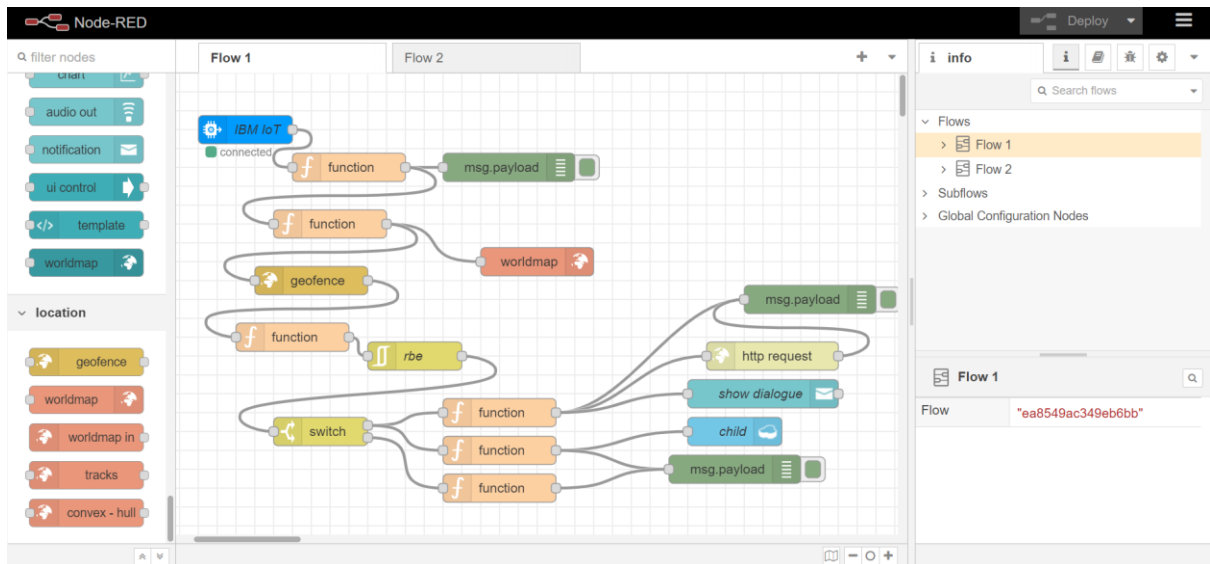 Node-RED
Deploy
filter nodes
chart
audio out
notification
ui control
template
worldmap
location
geofence
worldmap
worldmap in
tracks
convex - hull
Flow 1
Flow 2
IBM IoT
connected
function
msg.payload
function
worldmap
geofence
msg.payload
function
rbe
http request
show dialogue
function
switch
child
function
msg.payload
function
i info
i
Search flows
Flows
Flow 1
Flow 2
Subflows
Global Configuration Nodes
Flow 1
Flow "ea8549ac349eb6bb"